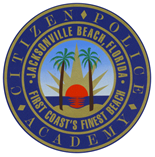 CITIZEN POLICE
ACADEMY
JACKSONVILLE BEACH FLORIDA
FIRST COAST'S FINEST BEACH